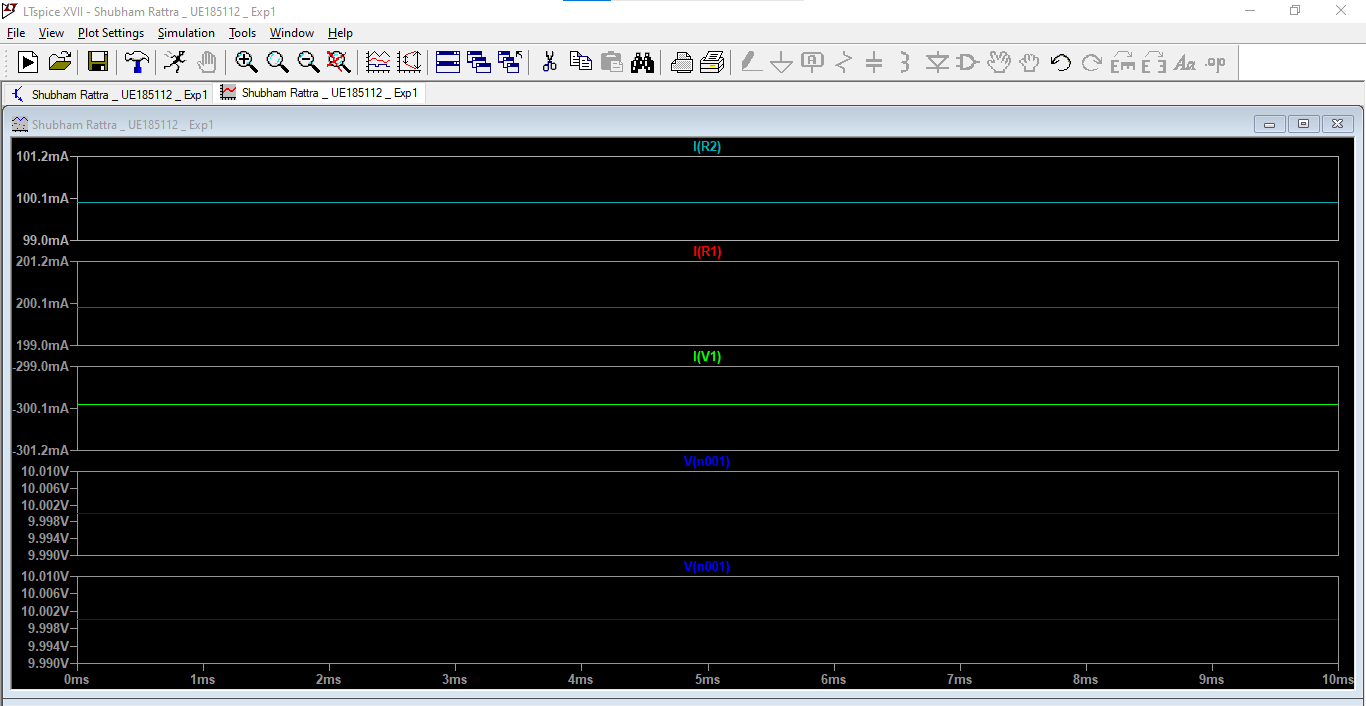 LTspice XVII - Shubham Rattra _ UE185112 _ Exp1
File View Plot Settings Simulation Tools Window Help
.op
Shubham Rattra _ UE185112 _ Exp1 Shubham Rattra _ UE185112 _ Exp1
Shubham Rattra _ UE185112 _ Exp1
I(R2)
101.2mA
100.1mA
99.0mA
I(R1)
201.2mA
200.1mA
199.0mA
I(V1)
-299.0mA
-300.1mA
-301.2mA
V(n001)
10.010V
10.006V
10.002V
9.998V
9.994V
9.990V
V(n001)
10.010V
10.006V
10.002V
9.998V
9.994V
9.990V
0ms 1ms 2ms 3ms 4ms 5ms 6ms 7ms 8ms 9ms 10ms